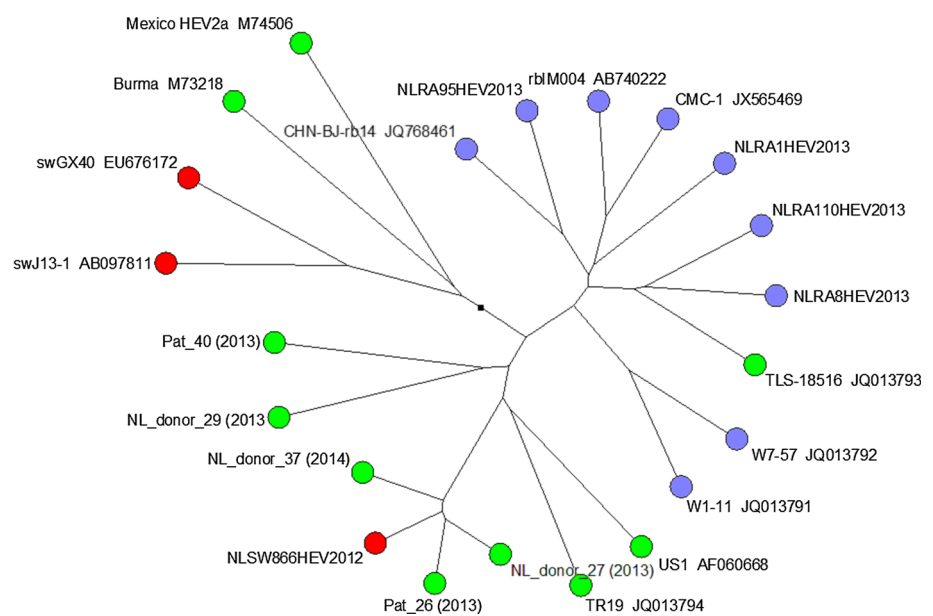 Mexico HEV2a M74506
Burma M73218
swGX40 EU676172
swJ13-1 AB097811
Pat_40 (2013)
NL_donor_29 (2013
NL_donor_37 (2014)
NLSW866HEV2012
Pat_26 (2013)
NL_donor_27 (2013)
TR19 JQ013794
US1 AF060668
W1-11 JQ013791
W7-57 JQ013792
TLS-18516 JQ013793
NLRA8HEV2013
NLRA110HEV2013
NLRA1HEV2013
CMC-1 JX565469
rbIM004 AB740222
NLRA95HEV2013
CHN-BJ-rb14 JQ768461